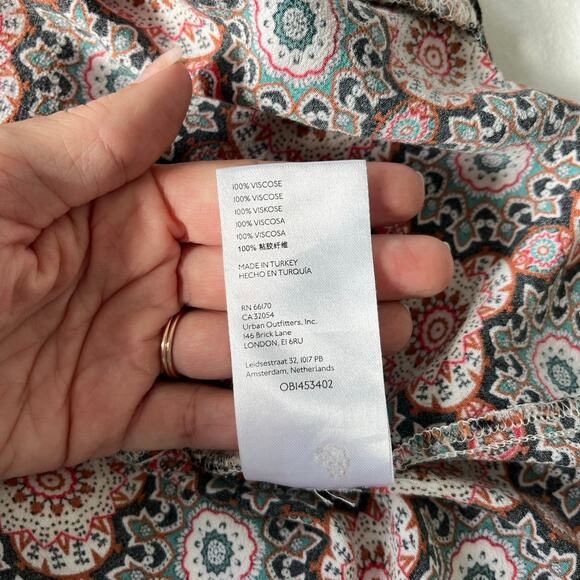 100% VISCOSE
100% VISCOSE
100% VISKOSE
100% VISCOSA
100% VISCOSA
100% 粘胶纤维
MADE IN TURKEY
HECHO EN TURQUÍA
RN 66170
CA 32054
Urban Outfitters, Inc.
146 Brick Lane
LONDON, E1 6RU
Leidsestraat 32, 1017 PB
Amsterdam, Netherlands
OB1453402